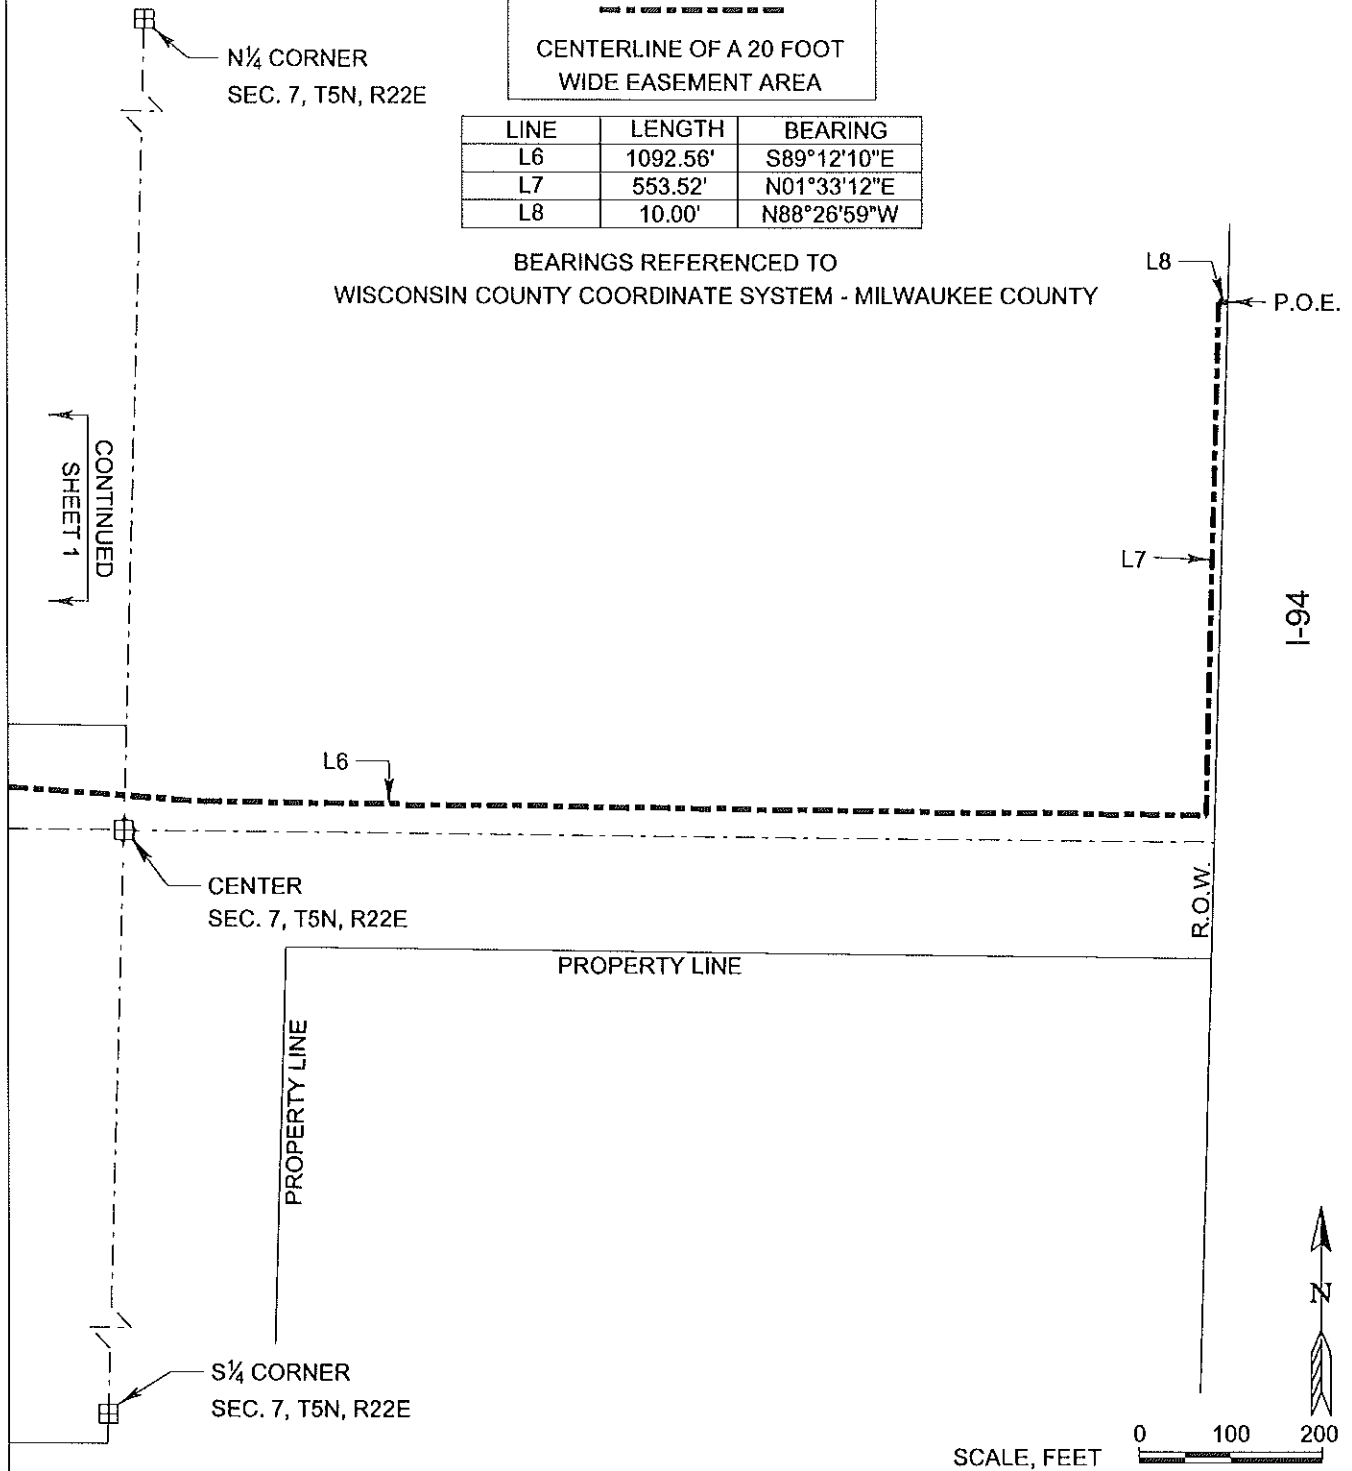 N¼ CORNER
SEC. 7, T5N, R22E
CENTERLINE OF A 20 FOOT
WIDE EASEMENT AREA
LINE LENGTH BEARING
L6 1092.56' S89°12'10"E
L7 553.52' N01°33'12"E
L8 10.00' N88°26'59"W
BEARINGS REFERENCED TO
WISCONSIN COUNTY COORDINATE SYSTEM - MILWAUKEE COUNTY
L8
P.O.E.
CONTINUED
SHEET 1
L7
I-94
L6
CENTER
SEC. 7, T5N, R22E
R.O.W.
PROPERTY LINE
PROPERTY LINE
N
S¼ CORNER
SEC. 7, T5N, R22E
SCALE, FEET 0 100 200